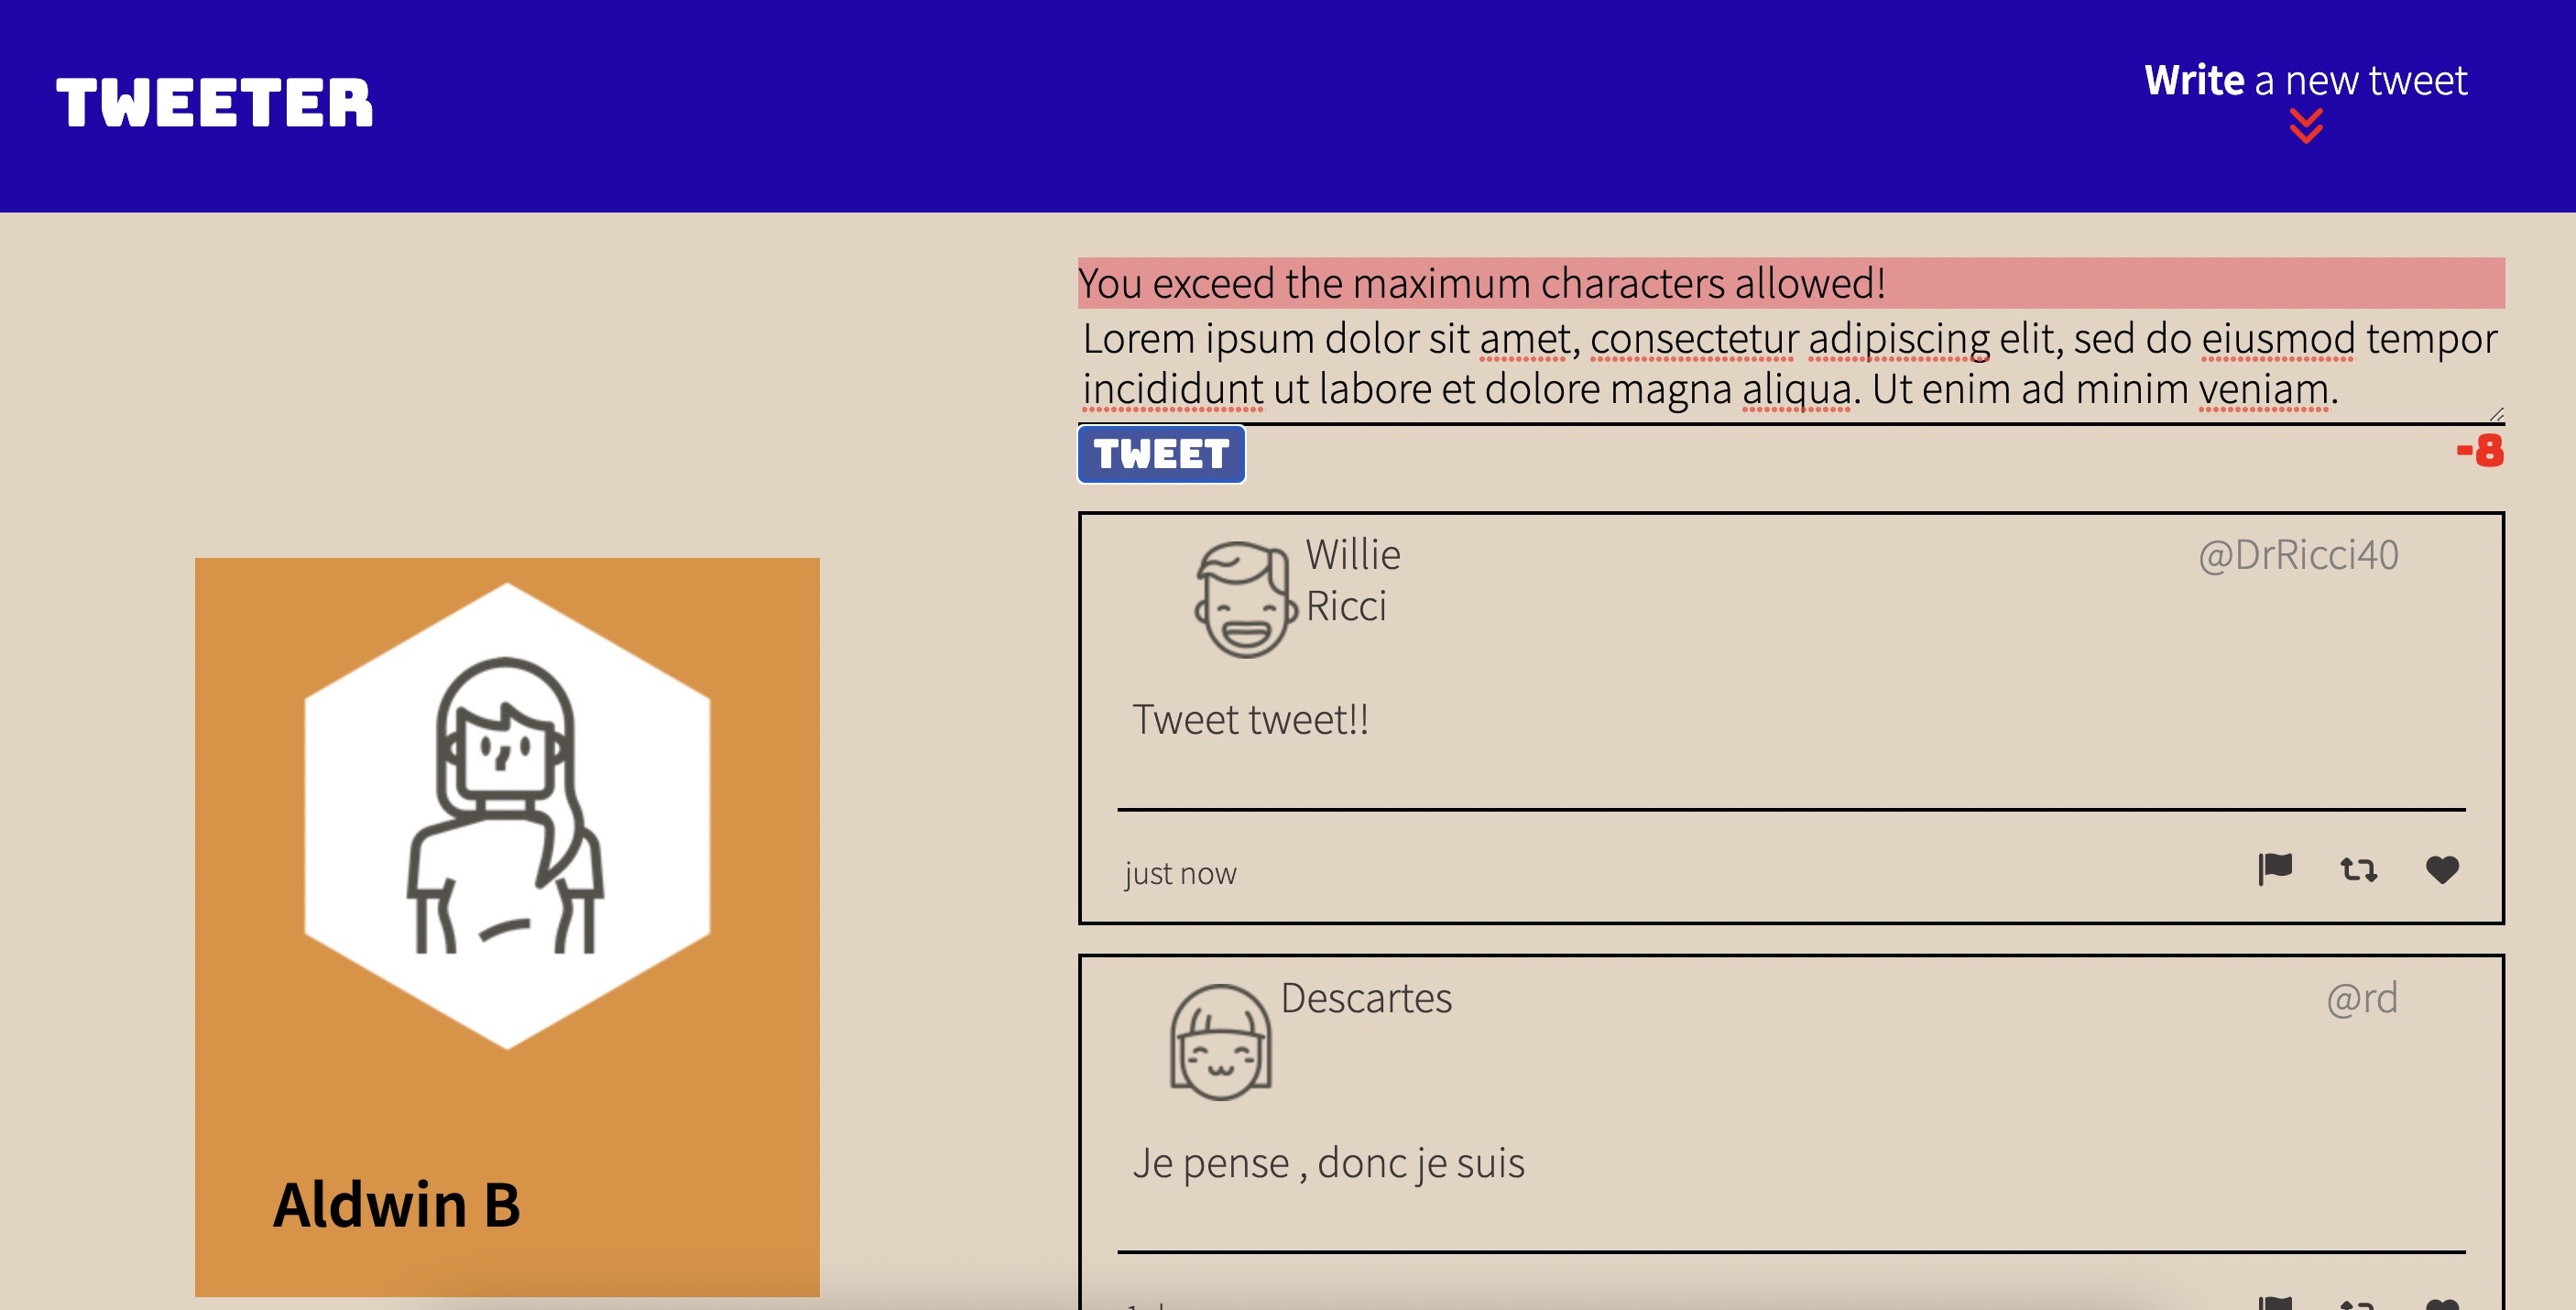 TWEETER
Write a new tweet
You exceed the maximum characters allowed!
Lorem ipsum dolor sit amet, consectetur adipiscing elit, sed do eiusmod tempor
incididunt ut labore et dolore magna aliqua. Ut enim ad minim veniam.
TWEET
-8
Aldwin B
Willie
Ricci
@DrRicci40
Tweet tweet!!
just now
Descartes
@rd
Je pense , donc je suis